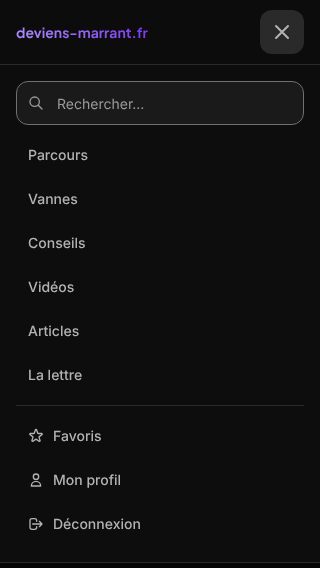 deviens-marrant.fr
Rechercher...
Parcours
Vannes
Conseils
Vidéos
Articles
La lettre
Favoris
Mon profil
Déconnexion